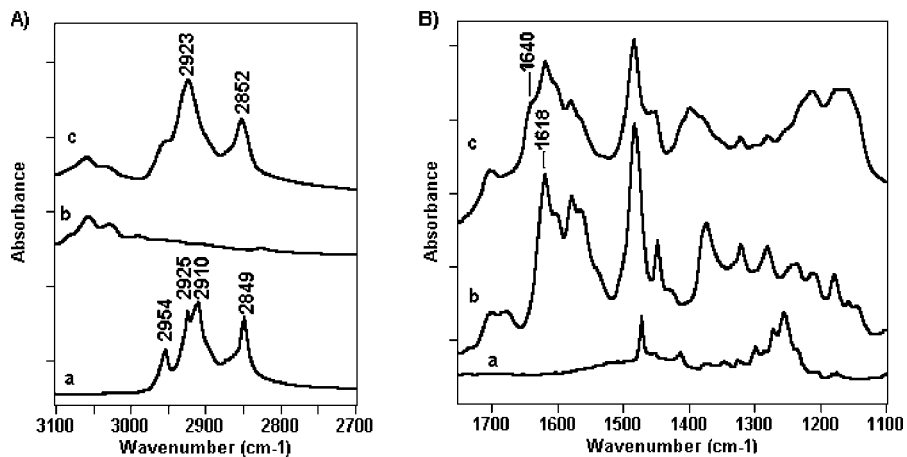 A)
2923
2852
c
b
2954
2925
2910
2849
a
Absorbance
3100 3000 2900 2800 2700
Wavenumber (cm-1)
B)
1640
1618
c
b
a
Absorbance
1700 1600 1500 1400 1300 1200 1100
Wavenumber (cm-1)